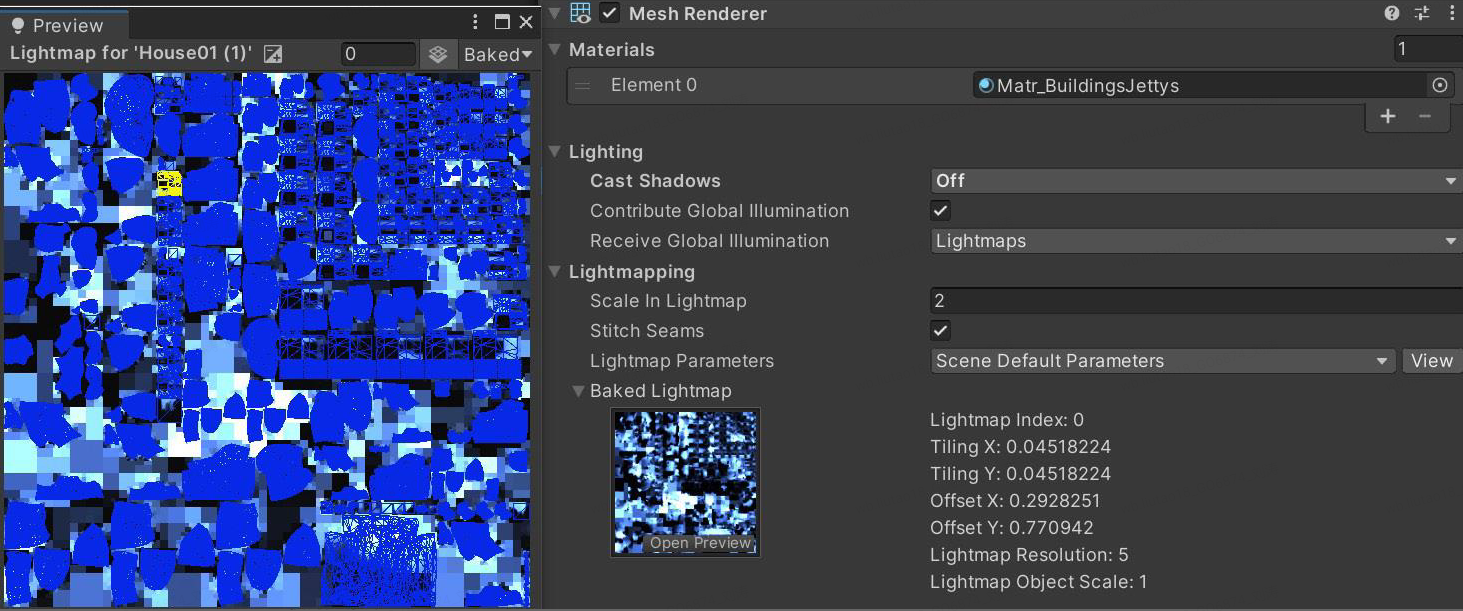 Preview
Lightmap for 'House01 (1)'
0
Baked
Mesh Renderer
Materials
1
Element 0
Matr_BuildingsJettys
Lighting
Cast Shadows
Off
Contribute Global Illumination
Receive Global Illumination
Lightmaps
Lightmapping
Scale In Lightmap
2
Stitch Seams
Lightmap Parameters
Scene Default Parameters
View
Baked Lightmap
Open Preview
Lightmap Index: 0
Tiling X: 0.04518224
Tiling Y: 0.04518224
Offset X: 0.2928251
Offset Y: 0.770942
Lightmap Resolution: 5
Lightmap Object Scale: 1